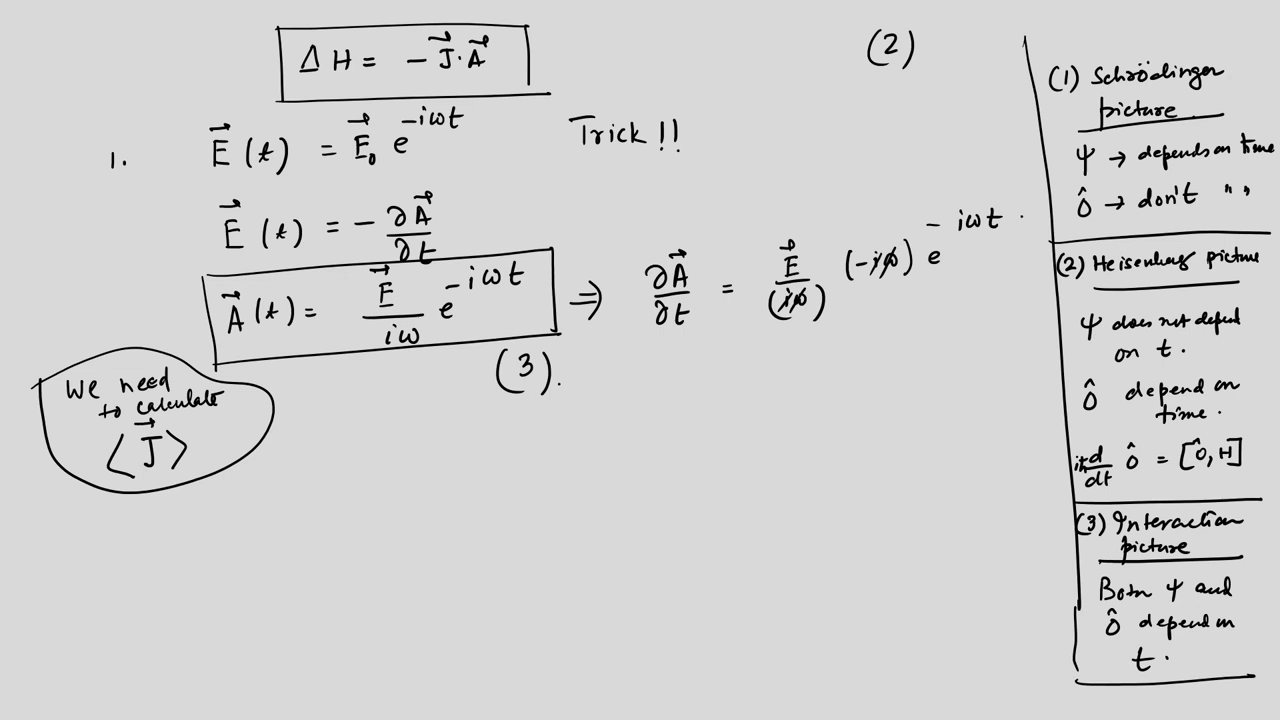 ΔH = - J⃗·A⃗
(2)
1. E⃗(t) = E⃗₀ e^{-iωt} Trick !!
E⃗(t) = - ∂A⃗/∂t
A⃗(t) = E⃗/iω e^{-iωt} ⇒ ∂A⃗/∂t = E⃗/(iω) (-iω) e^{-iωt}.
(3).
We need
to calculate
⟨J⃗⟩
(1) Schrödinger
picture
ψ → depends on time
Ô → don't " "
(2) Heisenberg picture
ψ does not depend
on t.
Ô depend on
time.
iħ d/dt Ô = [Ô, H]
(3) Interaction
picture
Both ψ and
Ô depend on
t.